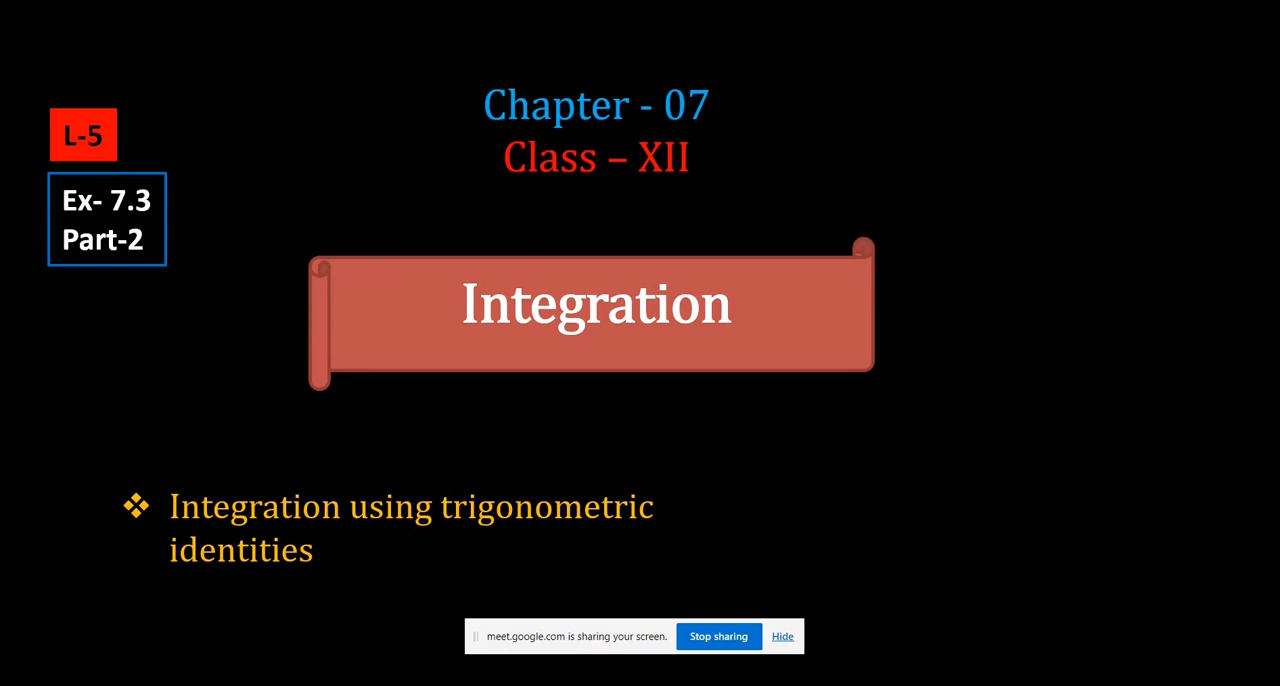 Chapter - 07
Class – XII
L-5
Ex- 7.3
Part-2
Integration
❖ Integration using trigonometric
identities
meet.google.com is sharing your screen. Stop sharing Hide